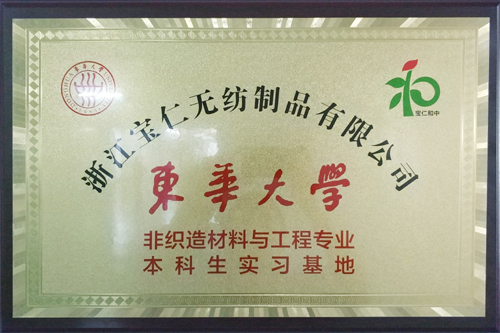 宝仁和中
浙江宝仁无纺制品有限公司
東華大學
非织造材料与工程专业
本科生实习基地